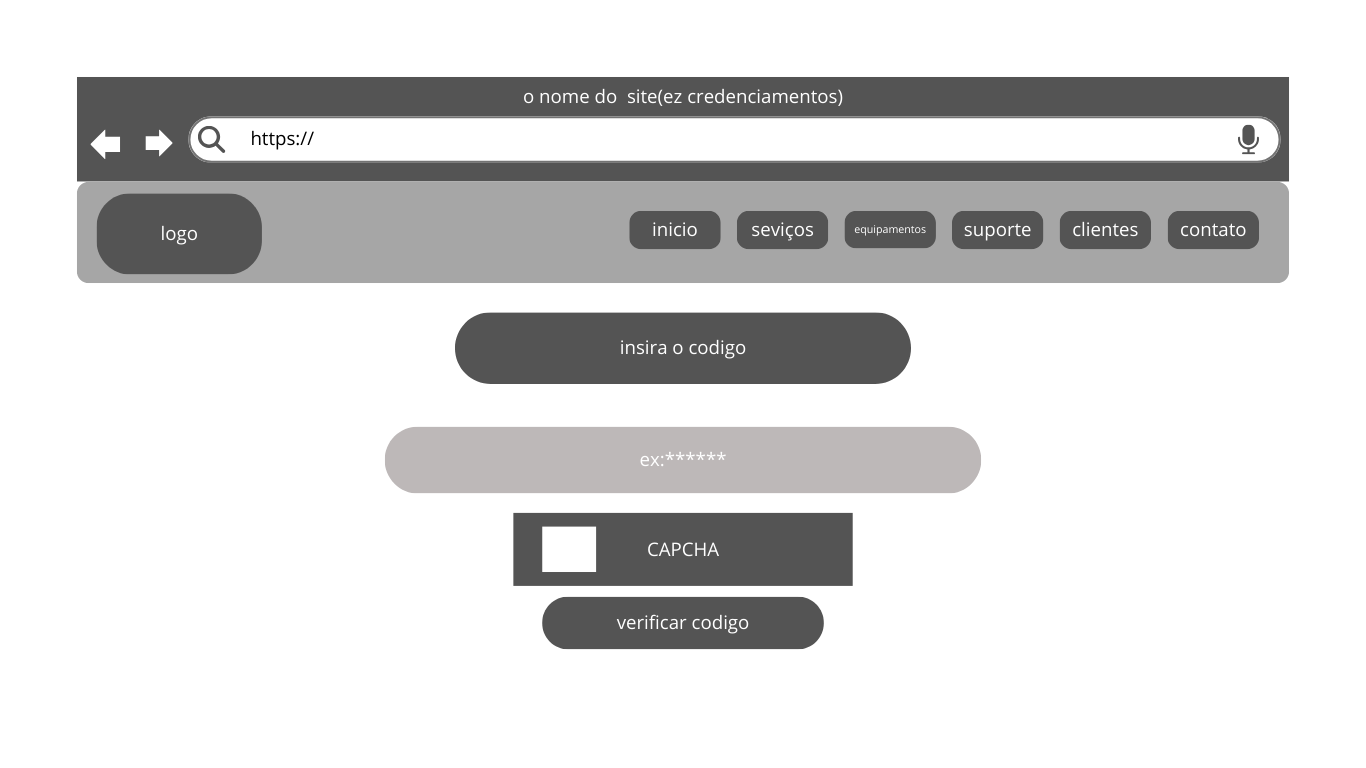 o nome do  site(ez credenciamentos)
https://
logo
inicio
seviços
equipamentos
suporte
clientes
contato
insira o codigo
ex:******
CAPCHA
verificar codigo